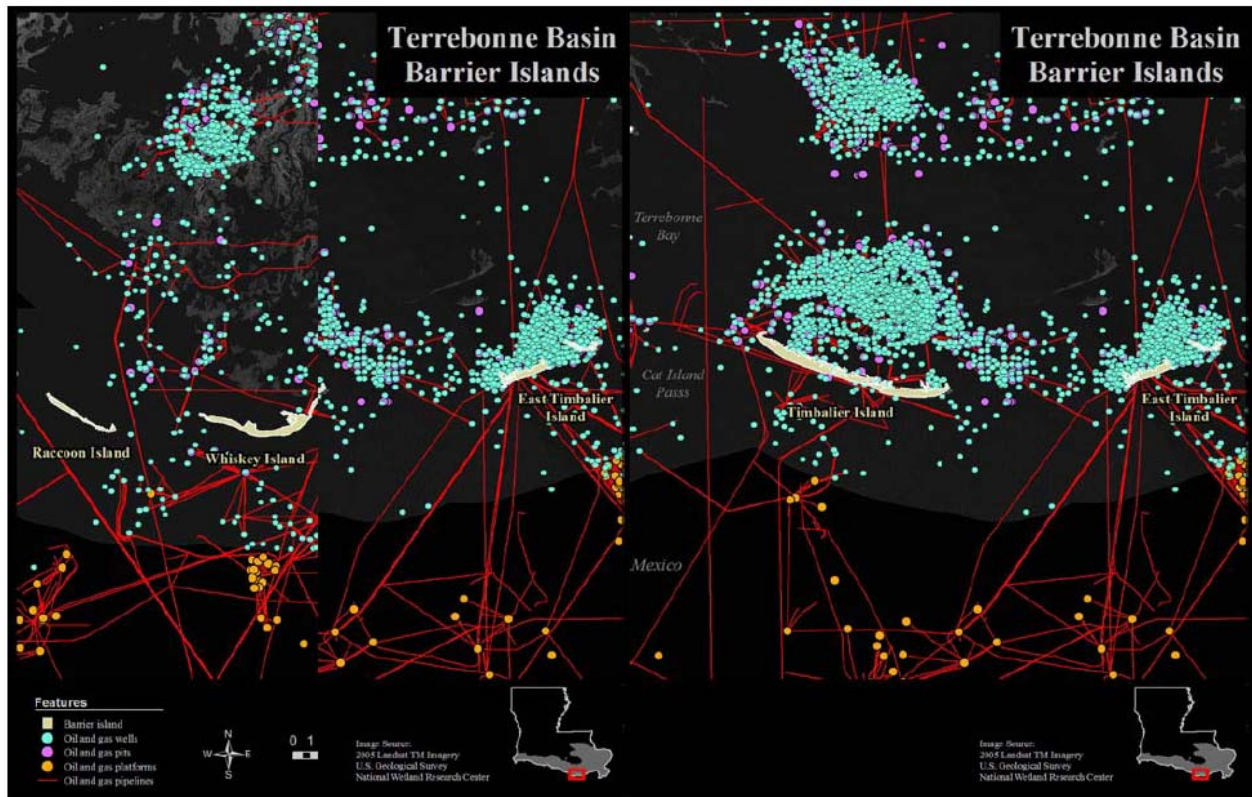 Terrebonne Basin
Barrier Islands
Raccoon Island
Whiskey Island
East Timbalier
Island
Features
Barrier island
Oil and gas wells
Oil and gas pits
Oil and gas platforms
Oil and gas pipelines
N
W E
S
0 1
Image Source:
2005 Landsat TM Imagery
U.S. Geological Survey
National Wetland Research Center
Terrebonne Basin
Barrier Islands
Terrebonne
Bay
Cat Island
Passs
Timbalier Island
East Timbalier
Island
Mexico
Image Source:
2005 Landsat TM Imagery
U.S. Geological Survey
National Wetland Research Center